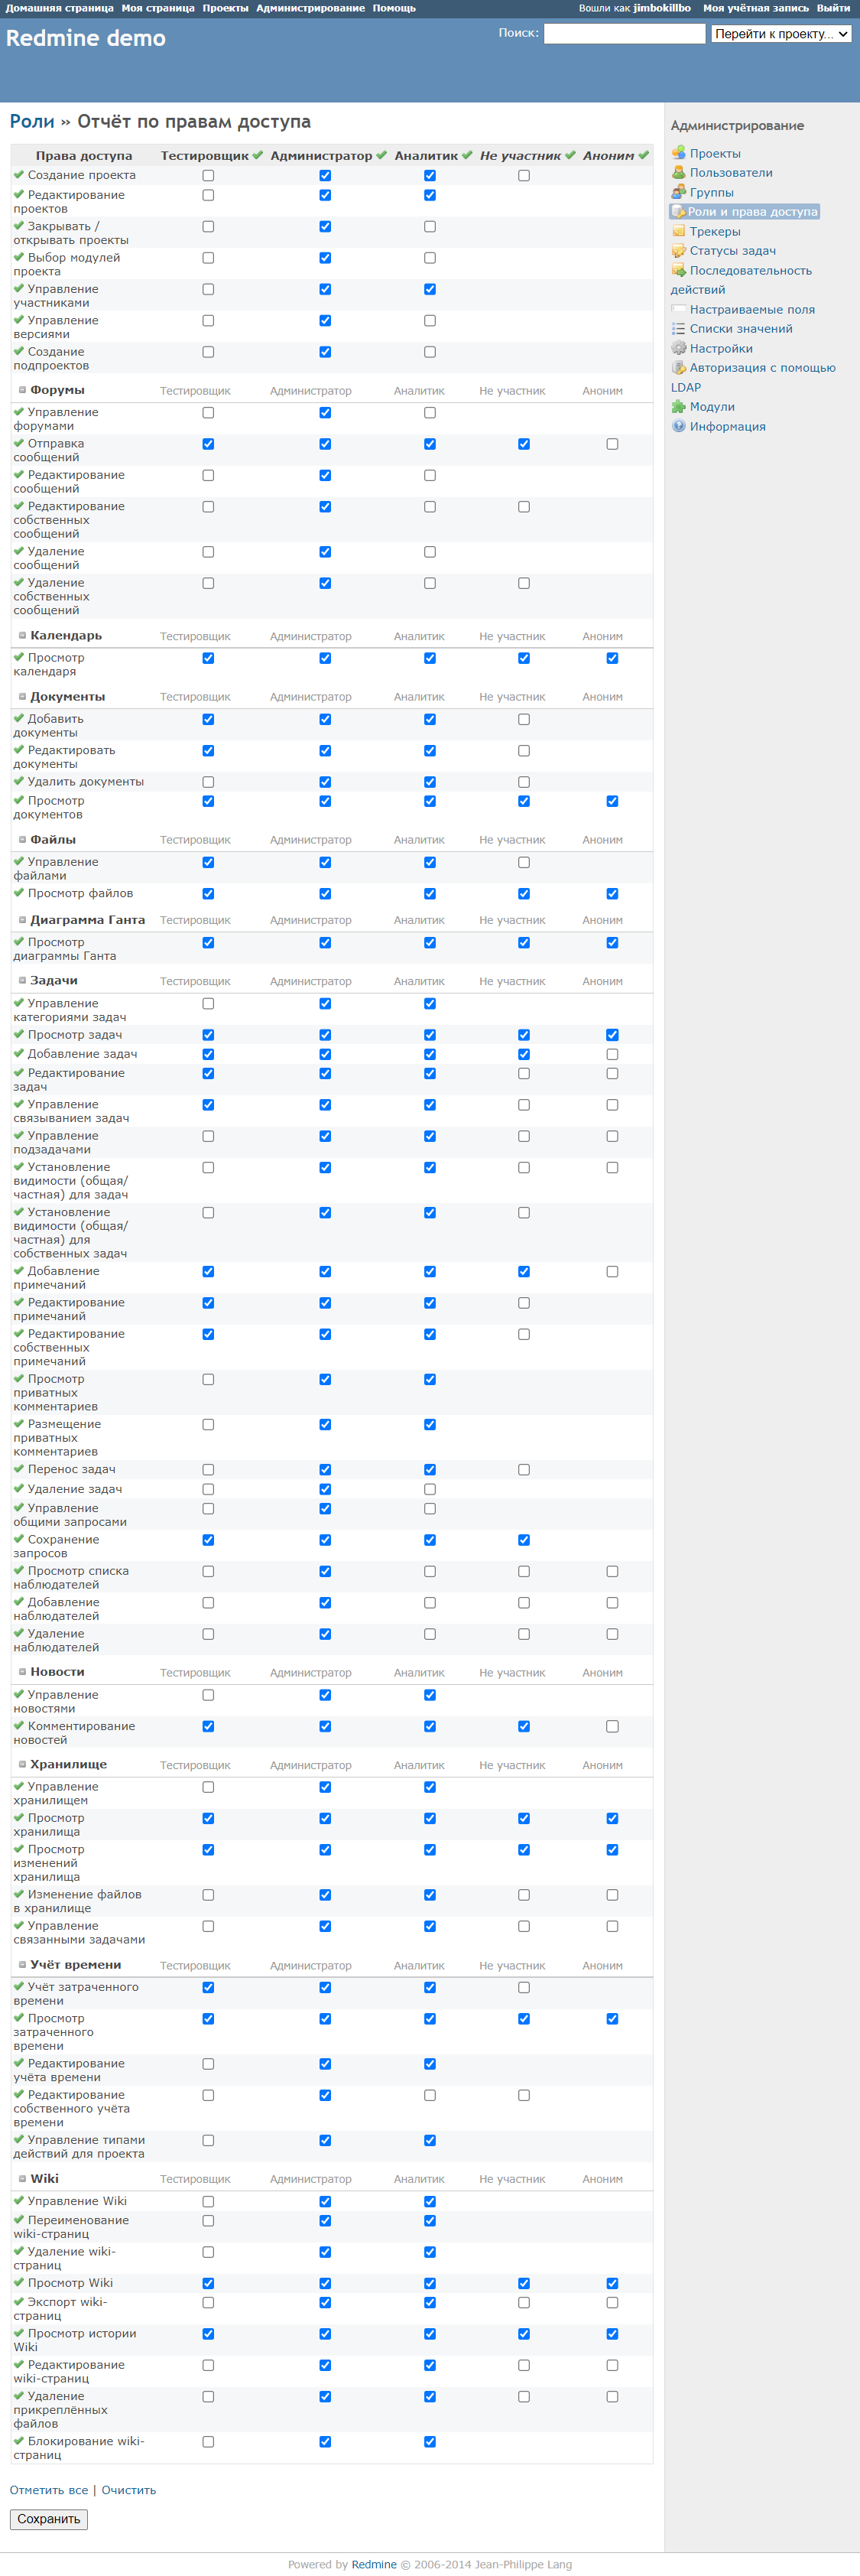 Домашняя страница Моя страница Проекты Администрирование Помощь Вошли как jimbokillbo Моя учётная запись Выйти
Redmine demo
Поиск: Перейти к проекту...
Роли » Отчёт по правам доступа
Права доступа Тестировщик Администратор Аналитик Не участник Аноним
Создание проекта
Редактирование
проектов
Закрывать /
открывать проекты
Выбор модулей
проекта
Управление
участниками
Управление
версиями
Создание
подпроектов
Форумы Тестировщик Администратор Аналитик Не участник Аноним
Управление
форумами
Отправка
сообщений
Редактирование
сообщений
Редактирование
собственных
сообщений
Удаление
сообщений
Удаление
собственных
сообщений
Календарь Тестировщик Администратор Аналитик Не участник Аноним
Просмотр
календаря
Документы Тестировщик Администратор Аналитик Не участник Аноним
Добавить
документы
Редактировать
документы
Удалить документы
Просмотр
документов
Файлы Тестировщик Администратор Аналитик Не участник Аноним
Управление
файлами
Просмотр файлов
Диаграмма Ганта Тестировщик Администратор Аналитик Не участник Аноним
Просмотр
диаграммы Ганта
Задачи Тестировщик Администратор Аналитик Не участник Аноним
Управление
категориями задач
Просмотр задач
Добавление задач
Редактирование
задач
Управление
связыванием задач
Управление
подзадачами
Установление
видимости (общая/
частная) для задач
Установление
видимости (общая/
частная) для
собственных задач
Добавление
примечаний
Редактирование
примечаний
Редактирование
собственных
примечаний
Просмотр
приватных
комментариев
Размещение
приватных
комментариев
Перенос задач
Удаление задач
Управление
общими запросами
Сохранение
запросов
Просмотр списка
наблюдателей
Добавление
наблюдателей
Удаление
наблюдателей
Новости Тестировщик Администратор Аналитик Не участник Аноним
Управление
новостями
Комментирование
новостей
Хранилище Тестировщик Администратор Аналитик Не участник Аноним
Управление
хранилищем
Просмотр
хранилища
Просмотр
изменений
хранилища
Изменение файлов
в хранилище
Управление
связанными задачами
Учёт времени Тестировщик Администратор Аналитик Не участник Аноним
Учёт затраченного
времени
Просмотр
затраченного
времени
Редактирование
учёта времени
Редактирование
собственного учёта
времени
Управление типами
действий для проекта
Wiki Тестировщик Администратор Аналитик Не участник Аноним
Управление Wiki
Переименование
wiki-страниц
Удаление wiki-
страниц
Просмотр Wiki
Экспорт wiki-
страниц
Просмотр истории
Wiki
Редактирование
wiki-страниц
Удаление
прикреплённых
файлов
Блокирование wiki-
страниц
Отметить все | Очистить
Сохранить
Администрирование
Проекты
Пользователи
Группы
Роли и права доступа
Трекеры
Статусы задач
Последовательность
действий
Настраиваемые поля
Списки значений
Настройки
Авторизация с помощью
LDAP
Модули
Информация
Powered by Redmine © 2006-2014 Jean-Philippe Lang